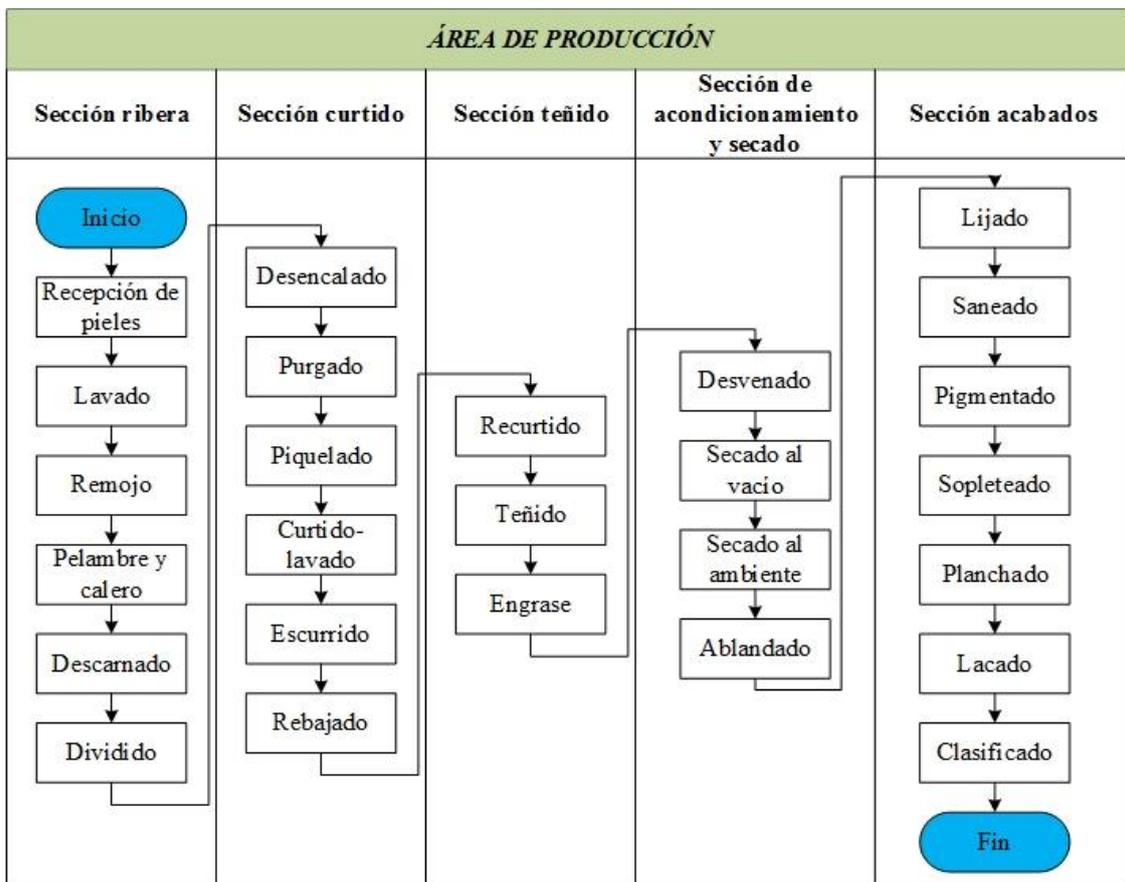 ÁREA DE PRODUCCIÓN
Sección ribera
Sección curtido
Sección teñido
Sección de
acondicionamiento
y secado
Sección acabados
Inicio
Recepción de
pieles
Lavado
Remojo
Pelambre y
calero
Descarnado
Dividido
Desencalado
Purgado
Piquelado
Curtido-
lavado
Escurrido
Rebajado
Recurtido
Teñido
Engrase
Desvenado
Secado al
vacio
Secado al
ambiente
Ablandado
Lijado
Saneado
Pigmentado
Sopleteado
Planchado
Lacado
Clasificado
Fin